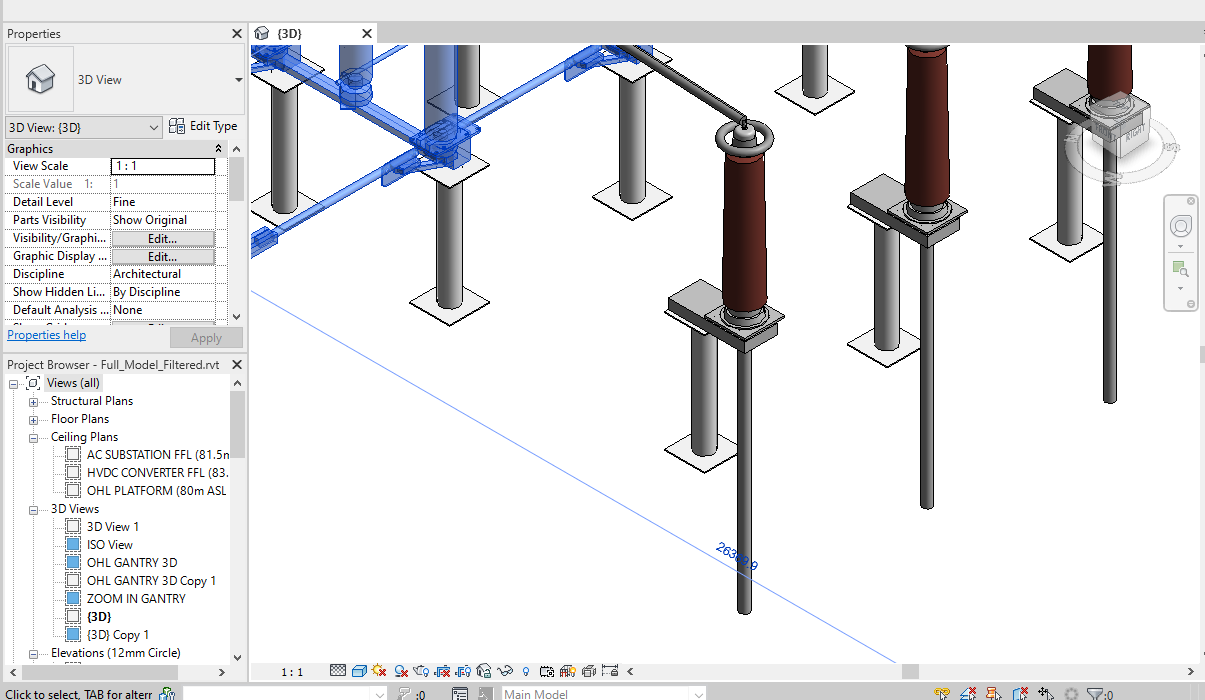 Properties
{3D}
3D View
3D View: {3D}
Edit Type
Graphics
View Scale 1 : 1
Scale Value 1: 1
Detail Level Fine
Parts Visibility Show Original
Visibility/Graphi... Edit...
Graphic Display ... Edit...
Discipline Architectural
Show Hidden Li... By Discipline
Default Analysis ... None
Properties help
Apply
Project Browser - Full_Model_Filtered.rvt
Views (all)
Structural Plans
Floor Plans
Ceiling Plans
AC SUBSTATION FFL (81.5m
HVDC CONVERTER FFL (83.
OHL PLATFORM (80m ASL
3D Views
3D View 1
ISO View
OHL GANTRY 3D
OHL GANTRY 3D Copy 1
ZOOM IN GANTRY
{3D}
{3D} Copy 1
Elevations (12mm Circle)
RIGHT
1 : 1
Click to select, TAB for altern
:0
Main Model
:0